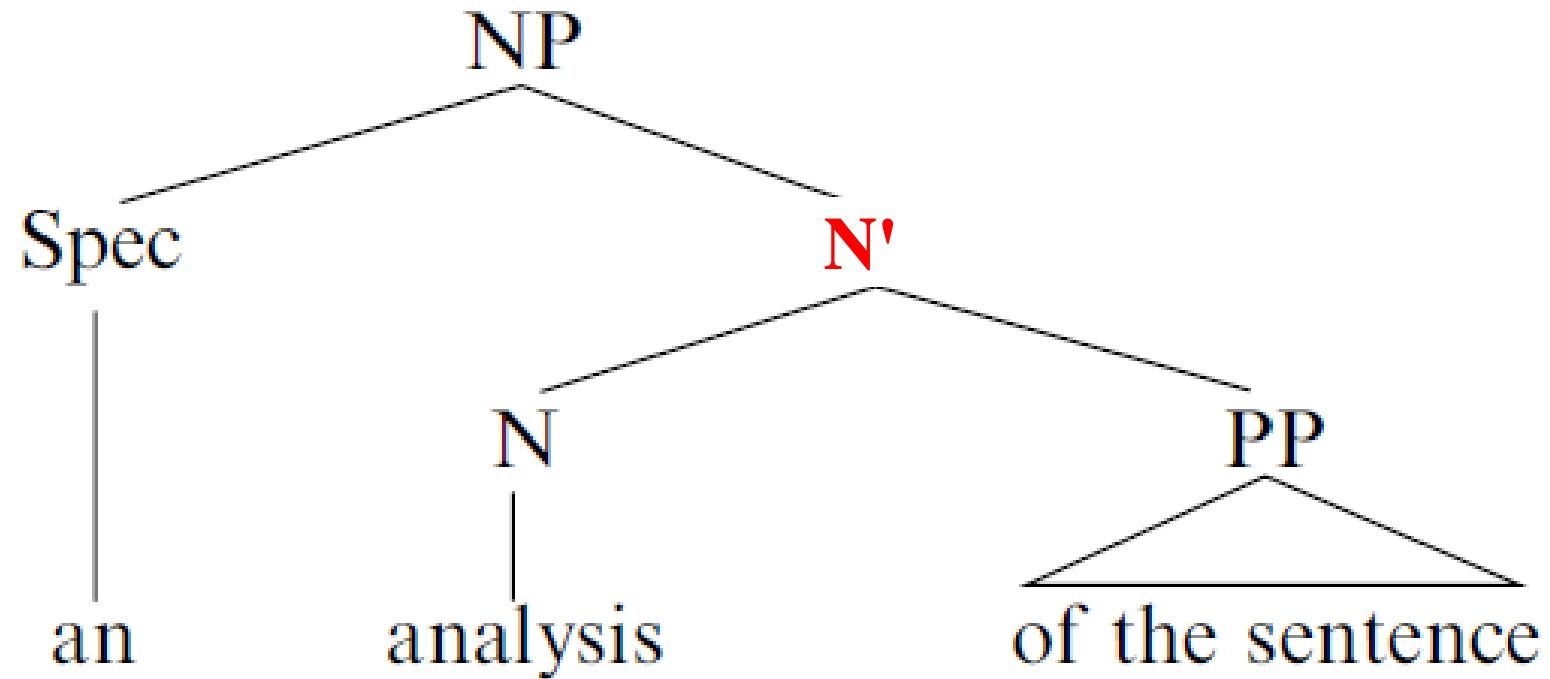 NP
Spec N'
N PP
an analysis of the sentence